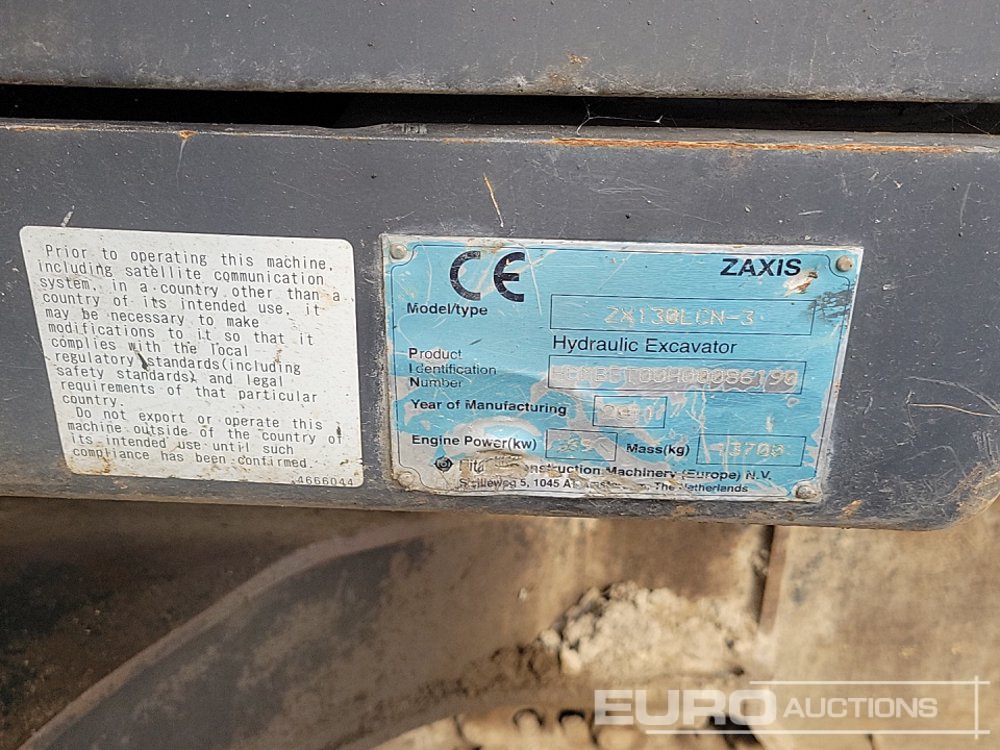 Prior to operating this machine,
including satellite communication
system, in a country other than a
country of its intended use, it
may be necessary to make
modifications to it so that it
complies with the local
regulatory standards(including
safety standards) and legal
requirements of that particular
country.
Do not export or operate this
machine outside of the country of
its intended use until such
compliance has been confirmed.
4666044
CE
ZAXIS
Model/type
ZX130LCN-3
Hydraulic Excavator
Product
Identification
Number
Year of Manufacturing
Engine Power(kw)
Mass(kg)
13700
Construction Machinery (Europe) N.V.
5, 1045
The Netherlands
EURO AUCTIONS